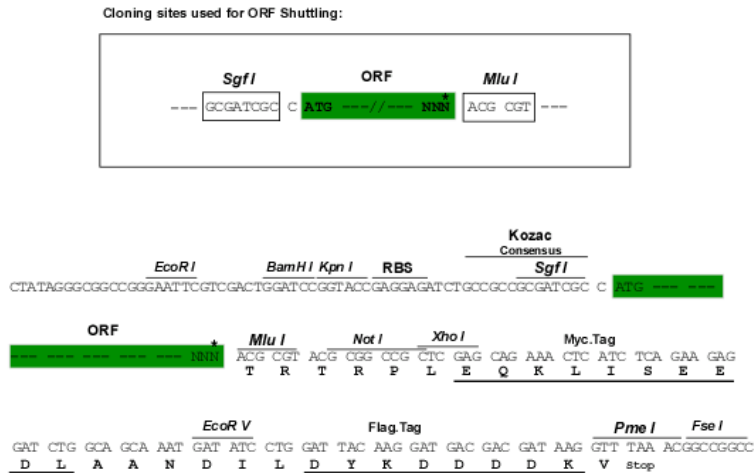 Cloning sites used for ORF Shuttling:
Sgf I ORF Mlu I
--- GCGATCGC C ATG ---//--- NNN* ACG CGT ---
Kozac
Consensus
EcoR I BamH I Kpn I RBS Sgf I
CTATAGGGCGGCCGGGAATTCGTCGACTGGATCCGGTACCGAGGAGATCTGCCGCCGCGATCGC C ATG --- ---
ORF Mlu I Not I Xho I Myc.Tag
--- --- --- --- --- NNN* ACG CGT ACG CGG CCG CTC GAG CAG AAA CTC ATC TCA GAA GAG
T R T R P L E Q K L I S E E
EcoR V Flag.Tag Pme I Fse I
GAT CTG GCA GCA AAT GAT ATC CTG GAT TAC AAG GAT GAC GAC GAT AAG GTT TAA ACGGCCGGCC
D L A A N D I L D Y K D D D D K V Stop